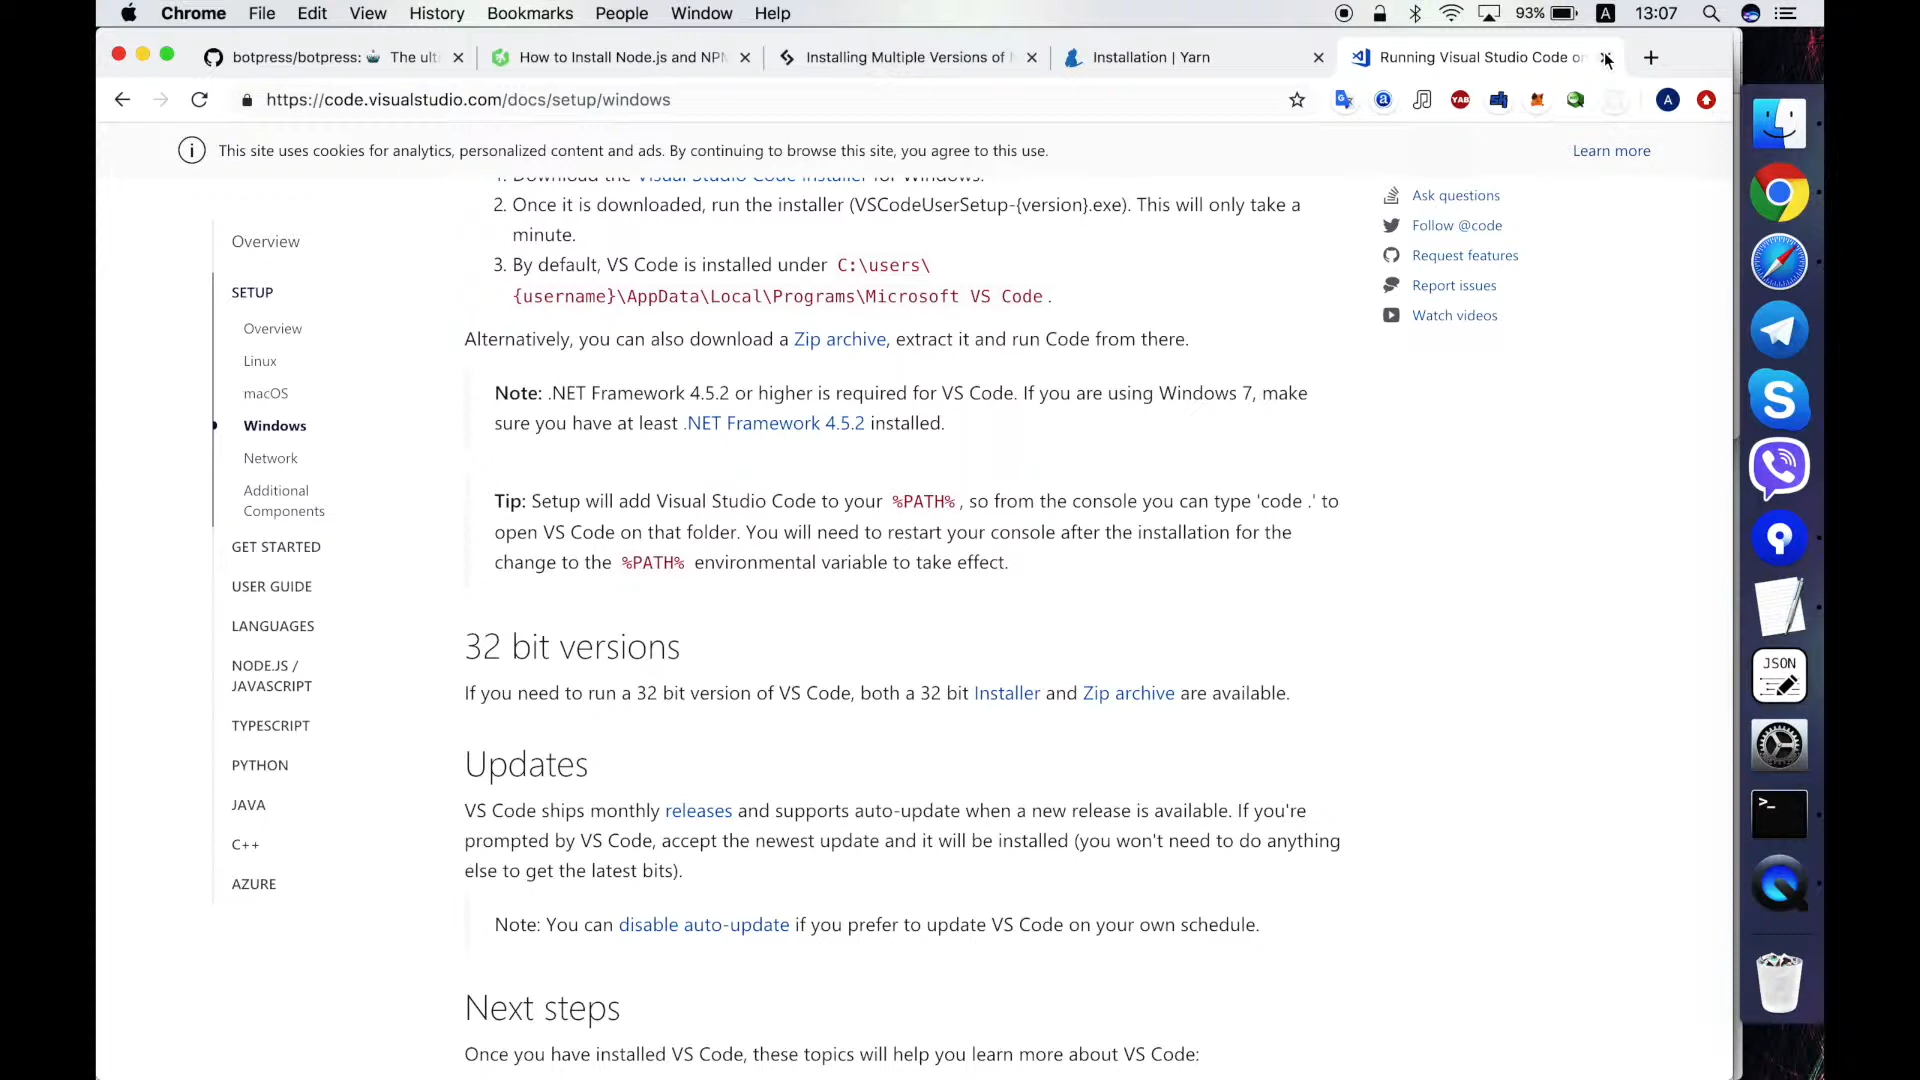 Chrome File Edit View History Bookmarks People Window Help 93% A 13:07
botpress/botpress: The ult
How to Install Node.js and NPM
Installing Multiple Versions of
Installation | Yarn
Running Visual Studio Code on
https://code.visualstudio.com/docs/setup/windows
a YAB A
This site uses cookies for analytics, personalized content and ads. By continuing to browse this site, you agree to this use.
Learn more
Overview
SETUP
Overview
Linux
macOS
Windows
Network
Additional
Components
GET STARTED
USER GUIDE
LANGUAGES
NODE.JS /
JAVASCRIPT
TYPESCRIPT
PYTHON
JAVA
C++
AZURE
1. Download the Visual Studio Code installer for Windows.
2. Once it is downloaded, run the installer (VSCodeUserSetup-{version}.exe). This will only take a
minute.
3. By default, VS Code is installed under C:\users\
{username}\AppData\Local\Programs\Microsoft VS Code.
Alternatively, you can also download a Zip archive, extract it and run Code from there.
Note: .NET Framework 4.5.2 or higher is required for VS Code. If you are using Windows 7, make
sure you have at least .NET Framework 4.5.2 installed.
Tip: Setup will add Visual Studio Code to your %PATH%, so from the console you can type 'code .' to
open VS Code on that folder. You will need to restart your console after the installation for the
change to the %PATH% environmental variable to take effect.
32 bit versions
If you need to run a 32 bit version of VS Code, both a 32 bit Installer and Zip archive are available.
Updates
VS Code ships monthly releases and supports auto-update when a new release is available. If you're
prompted by VS Code, accept the newest update and it will be installed (you won't need to do anything
else to get the latest bits).
Note: You can disable auto-update if you prefer to update VS Code on your own schedule.
Next steps
Once you have installed VS Code, these topics will help you learn more about VS Code:
Ask questions
Follow @code
Request features
Report issues
Watch videos
JSON
>_